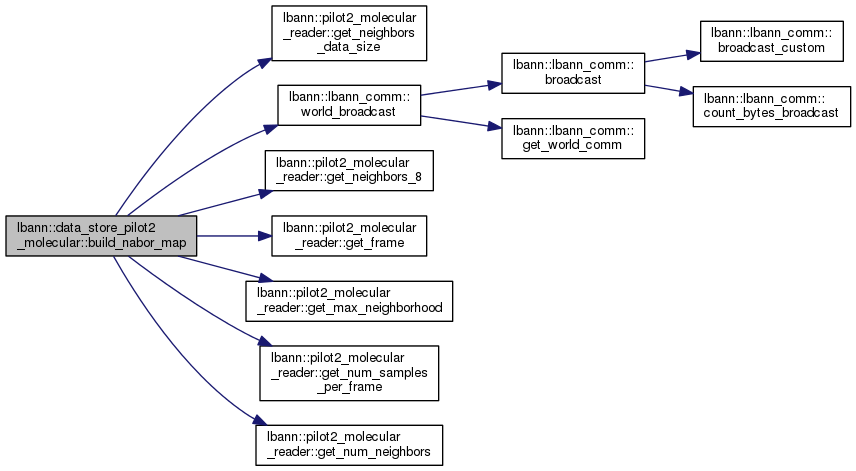 lbann::data_store_pilot2
_molecular::build_nabor_map
lbann::pilot2_molecular
_reader::get_neighbors
_data_size
lbann::lbann_comm::
world_broadcast
lbann::lbann_comm::
broadcast
lbann::lbann_comm::
broadcast_custom
lbann::lbann_comm::
count_bytes_broadcast
lbann::lbann_comm::
get_world_comm
lbann::pilot2_molecular
_reader::get_neighbors_8
lbann::pilot2_molecular
_reader::get_frame
lbann::pilot2_molecular
_reader::get_max_neighborhood
lbann::pilot2_molecular
_reader::get_num_samples
_per_frame
lbann::pilot2_molecular
_reader::get_num_neighbors